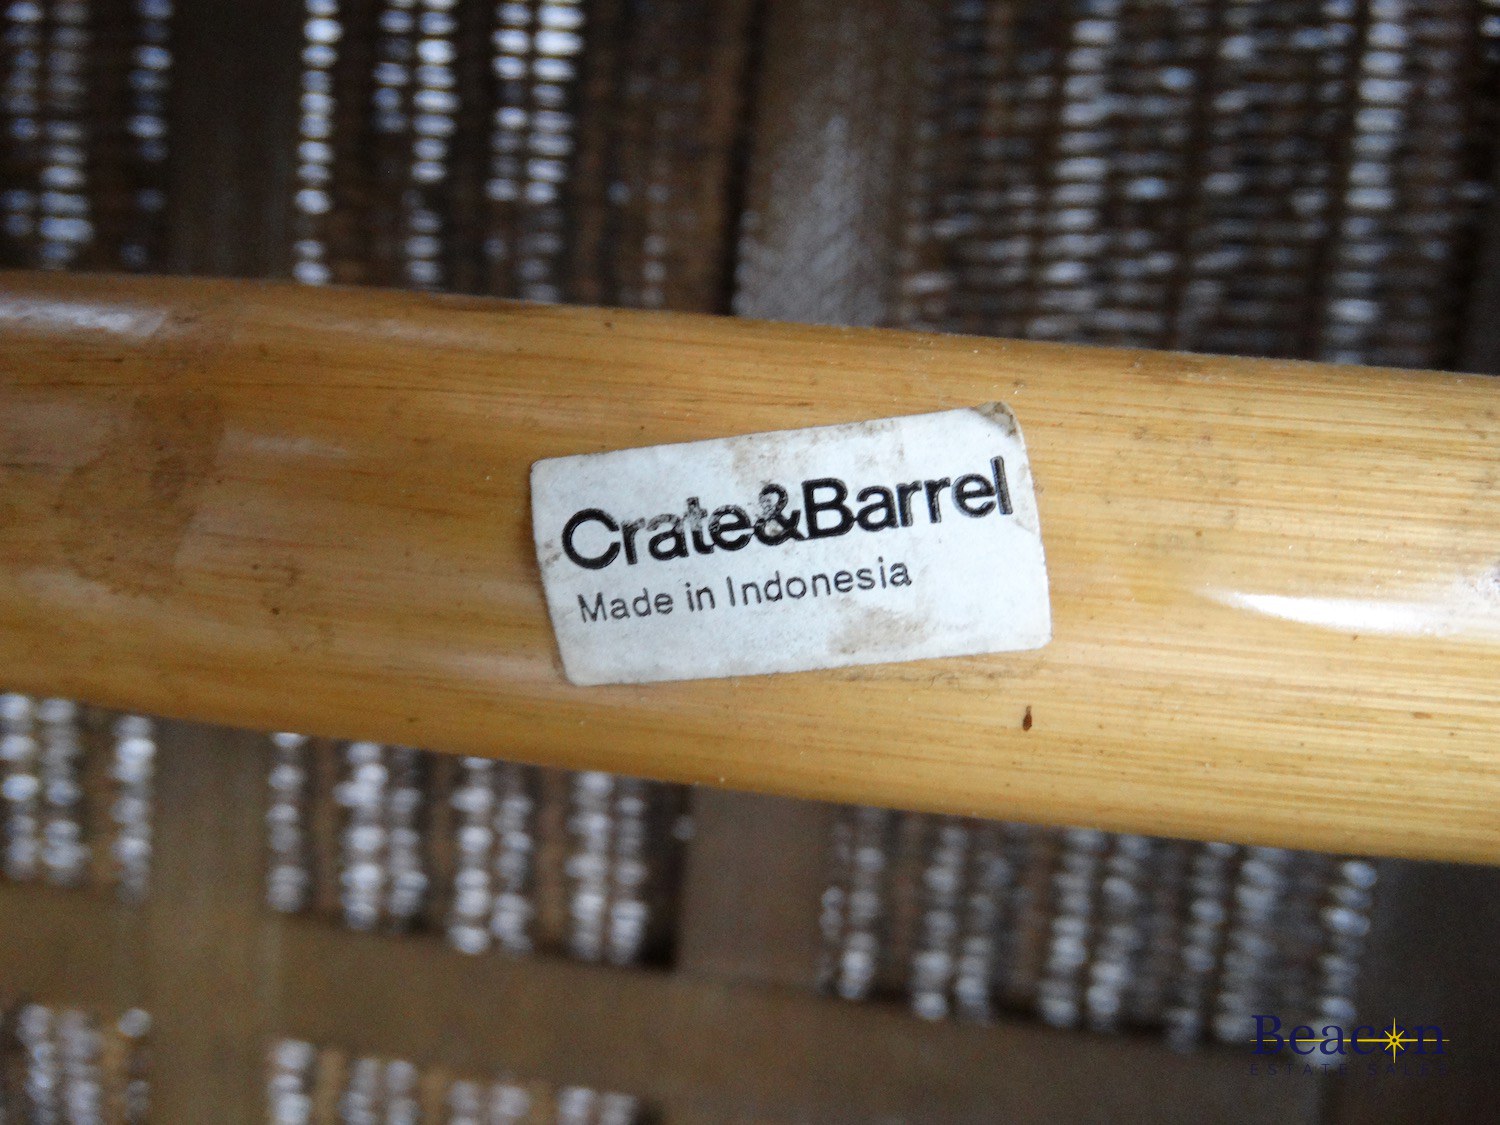 Crate&Barrel
Made in Indonesia
Beacon
ESTATE SALES